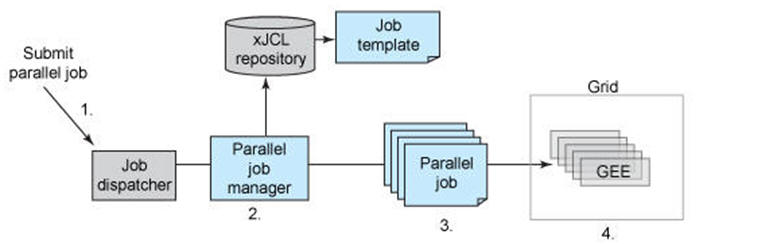 Submit
parallel job
1.
xJCL
repository
Job
template
Job
dispatcher
Parallel
job
manager
2.
Parallel
job
3.
Grid
GEE
4.